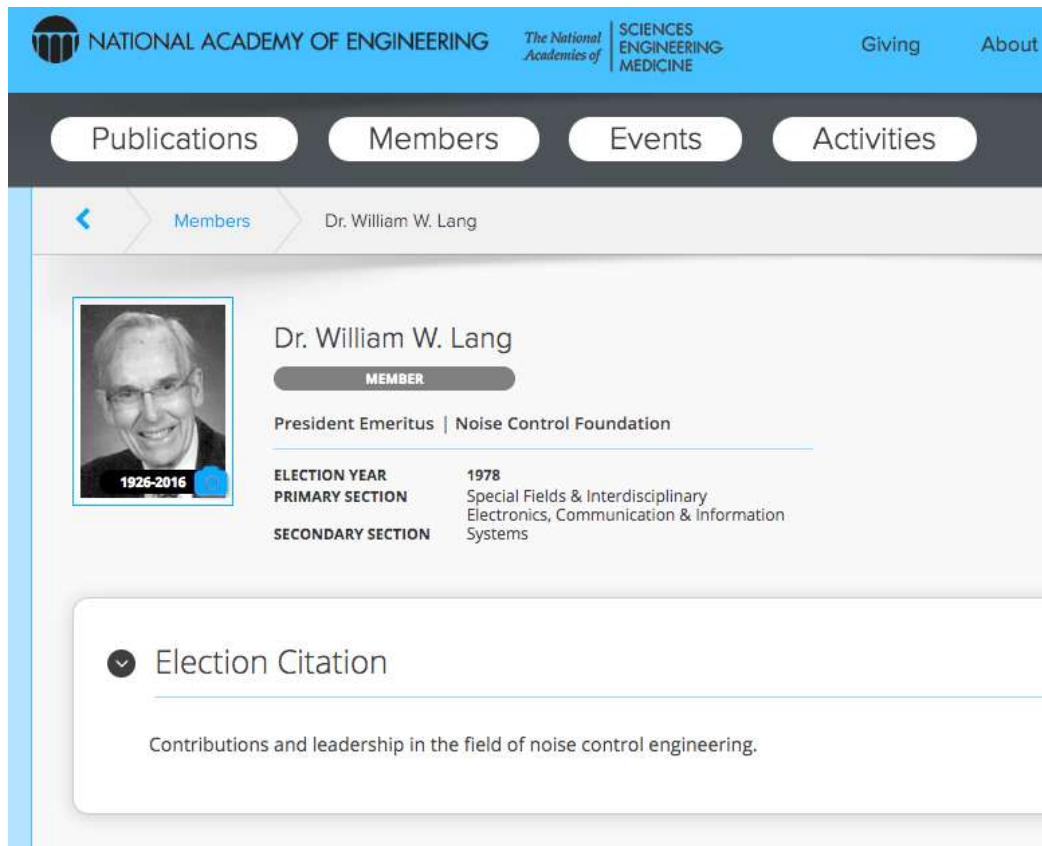 NATIONAL ACADEMY OF ENGINEERING
The National
Academies of
SCIENCES
ENGINEERING
MEDICINE
Giving
About
Publications
Members
Events
Activities
Members
Dr. William W. Lang
1926-2016
Dr. William W. Lang
MEMBER
President Emeritus | Noise Control Foundation
ELECTION YEAR 1978
PRIMARY SECTION Special Fields & Interdisciplinary
Electronics, Communication & Information
SECONDARY SECTION Systems
Election Citation
Contributions and leadership in the field of noise control engineering.